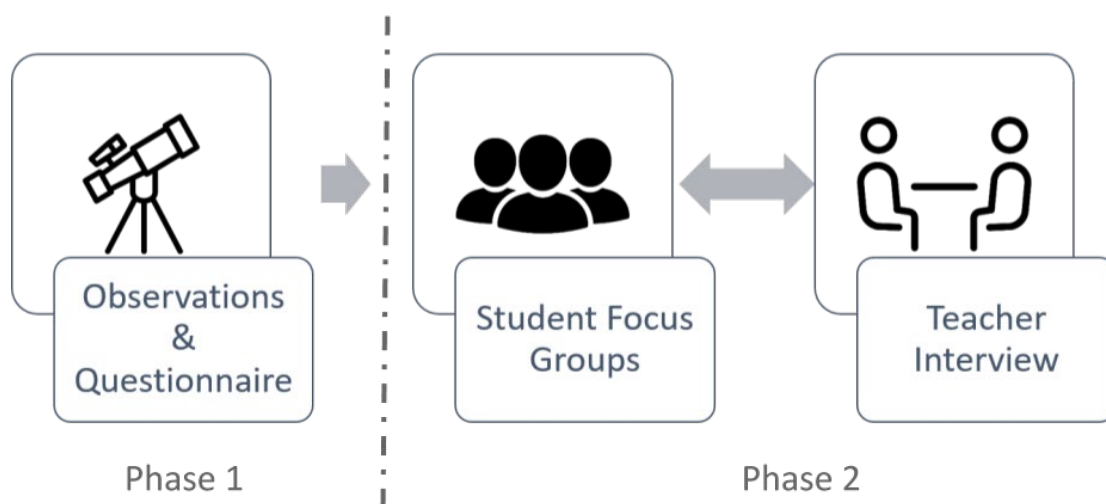 Observations
&
Questionnaire
Student Focus
Groups
Teacher
Interview
Phase 1
Phase 2